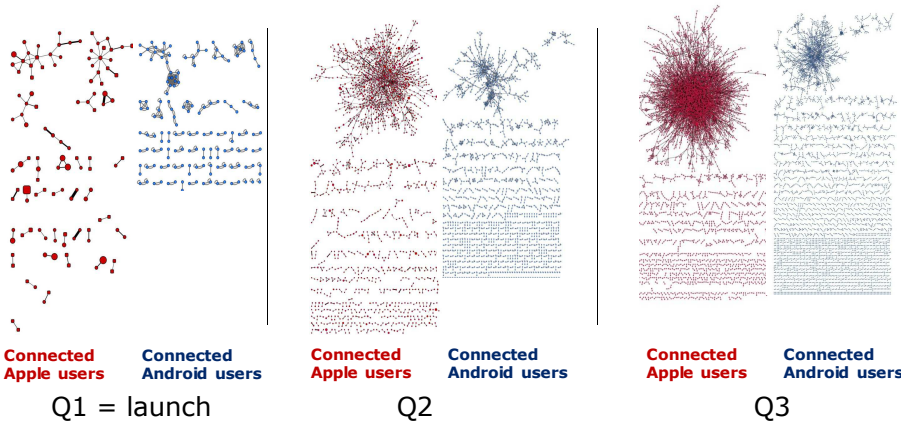 Connected
Apple users
Connected
Android users
Q1 = launch
Connected
Apple users
Connected
Android users
Q2
Connected
Apple users
Connected
Android users
Q3